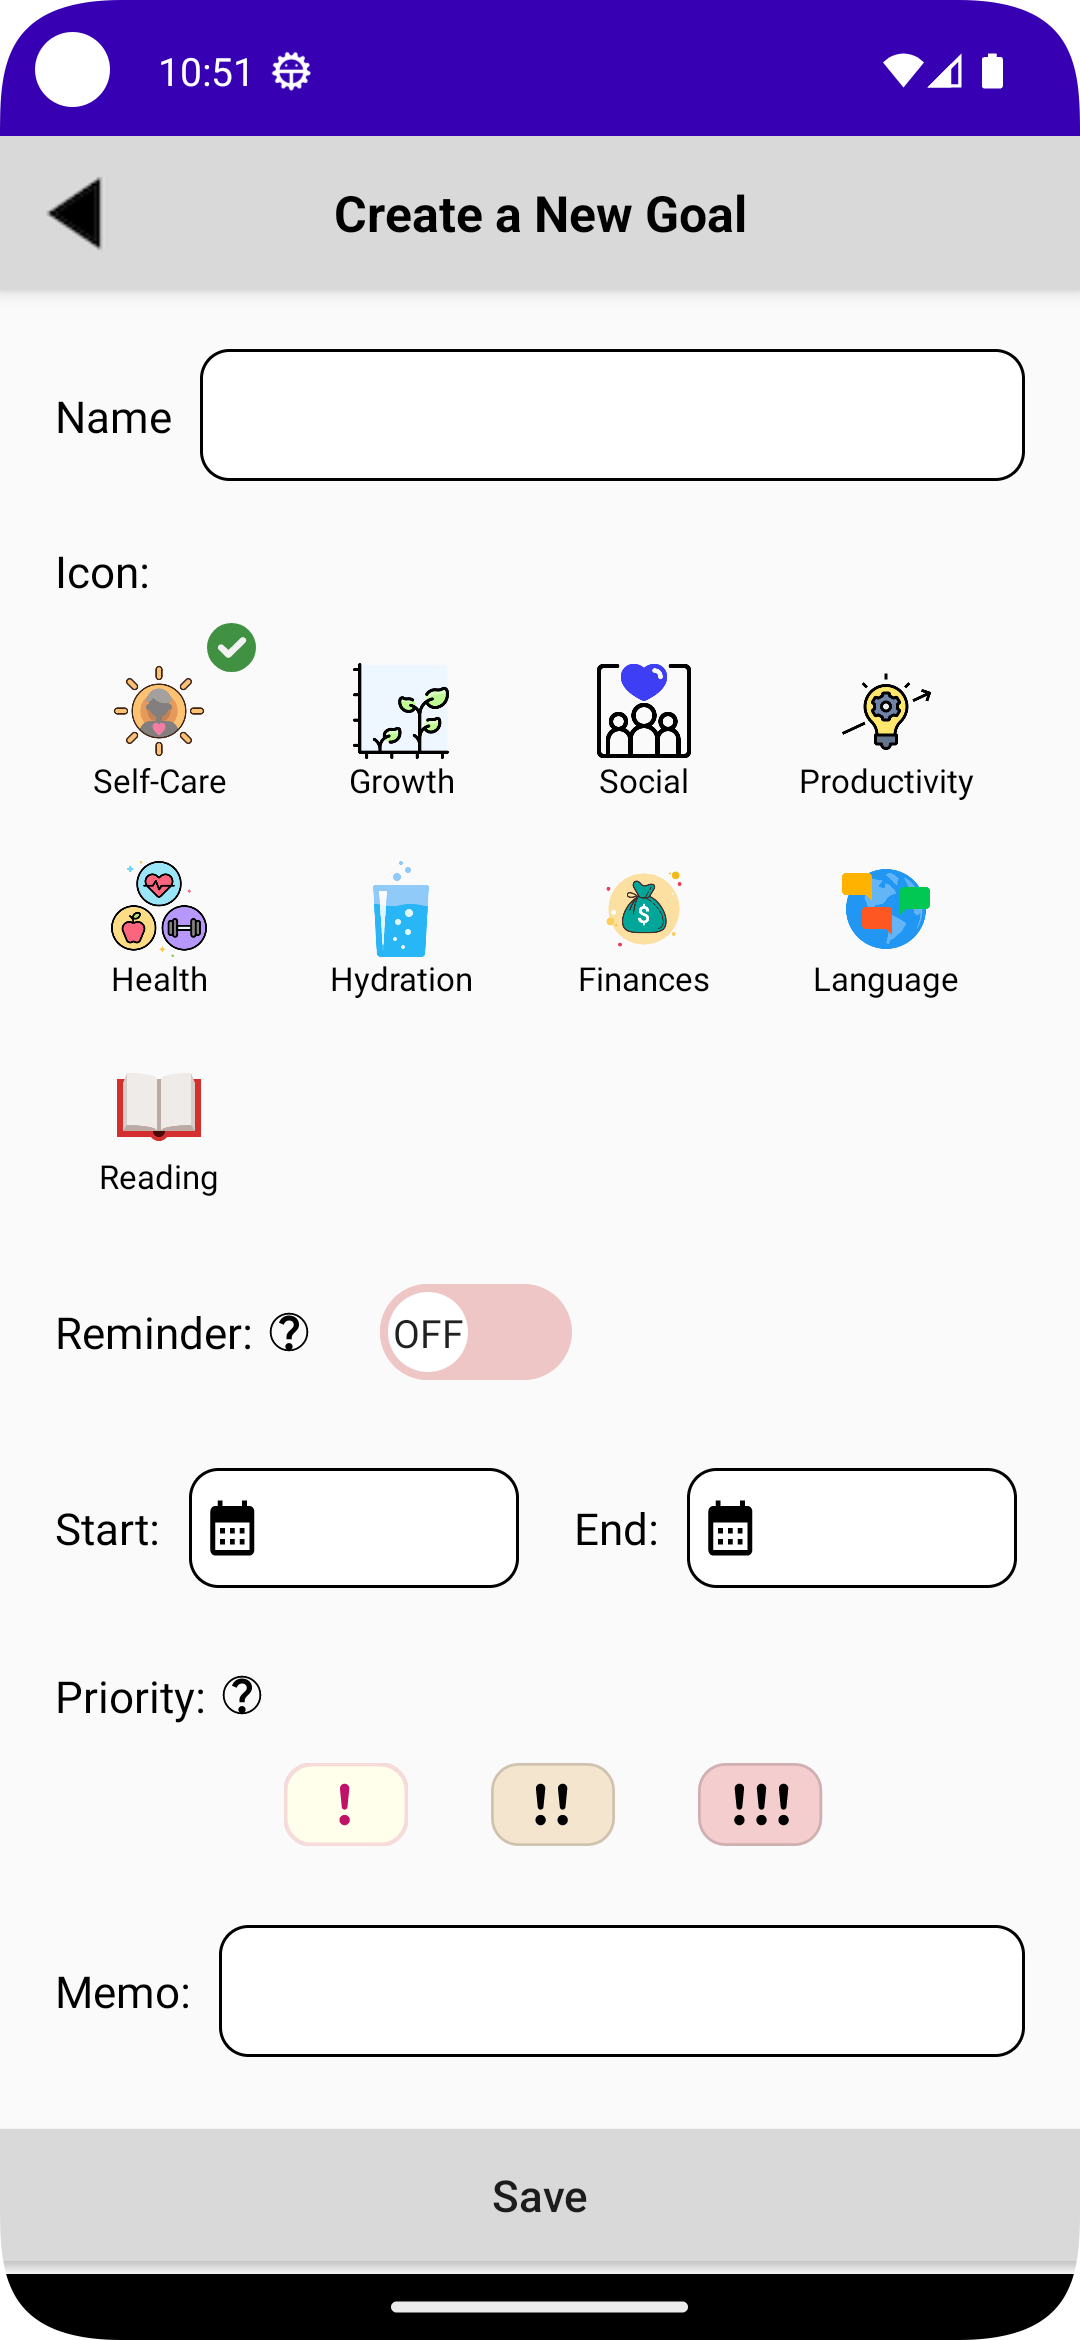 10:51
Create a New Goal
Name
Icon:
Self-Care Growth Social Productivity
Health Hydration Finances Language
Reading
Reminder: ? OFF
Start: End:
Priority: ?
! !! !!!
Memo:
Save